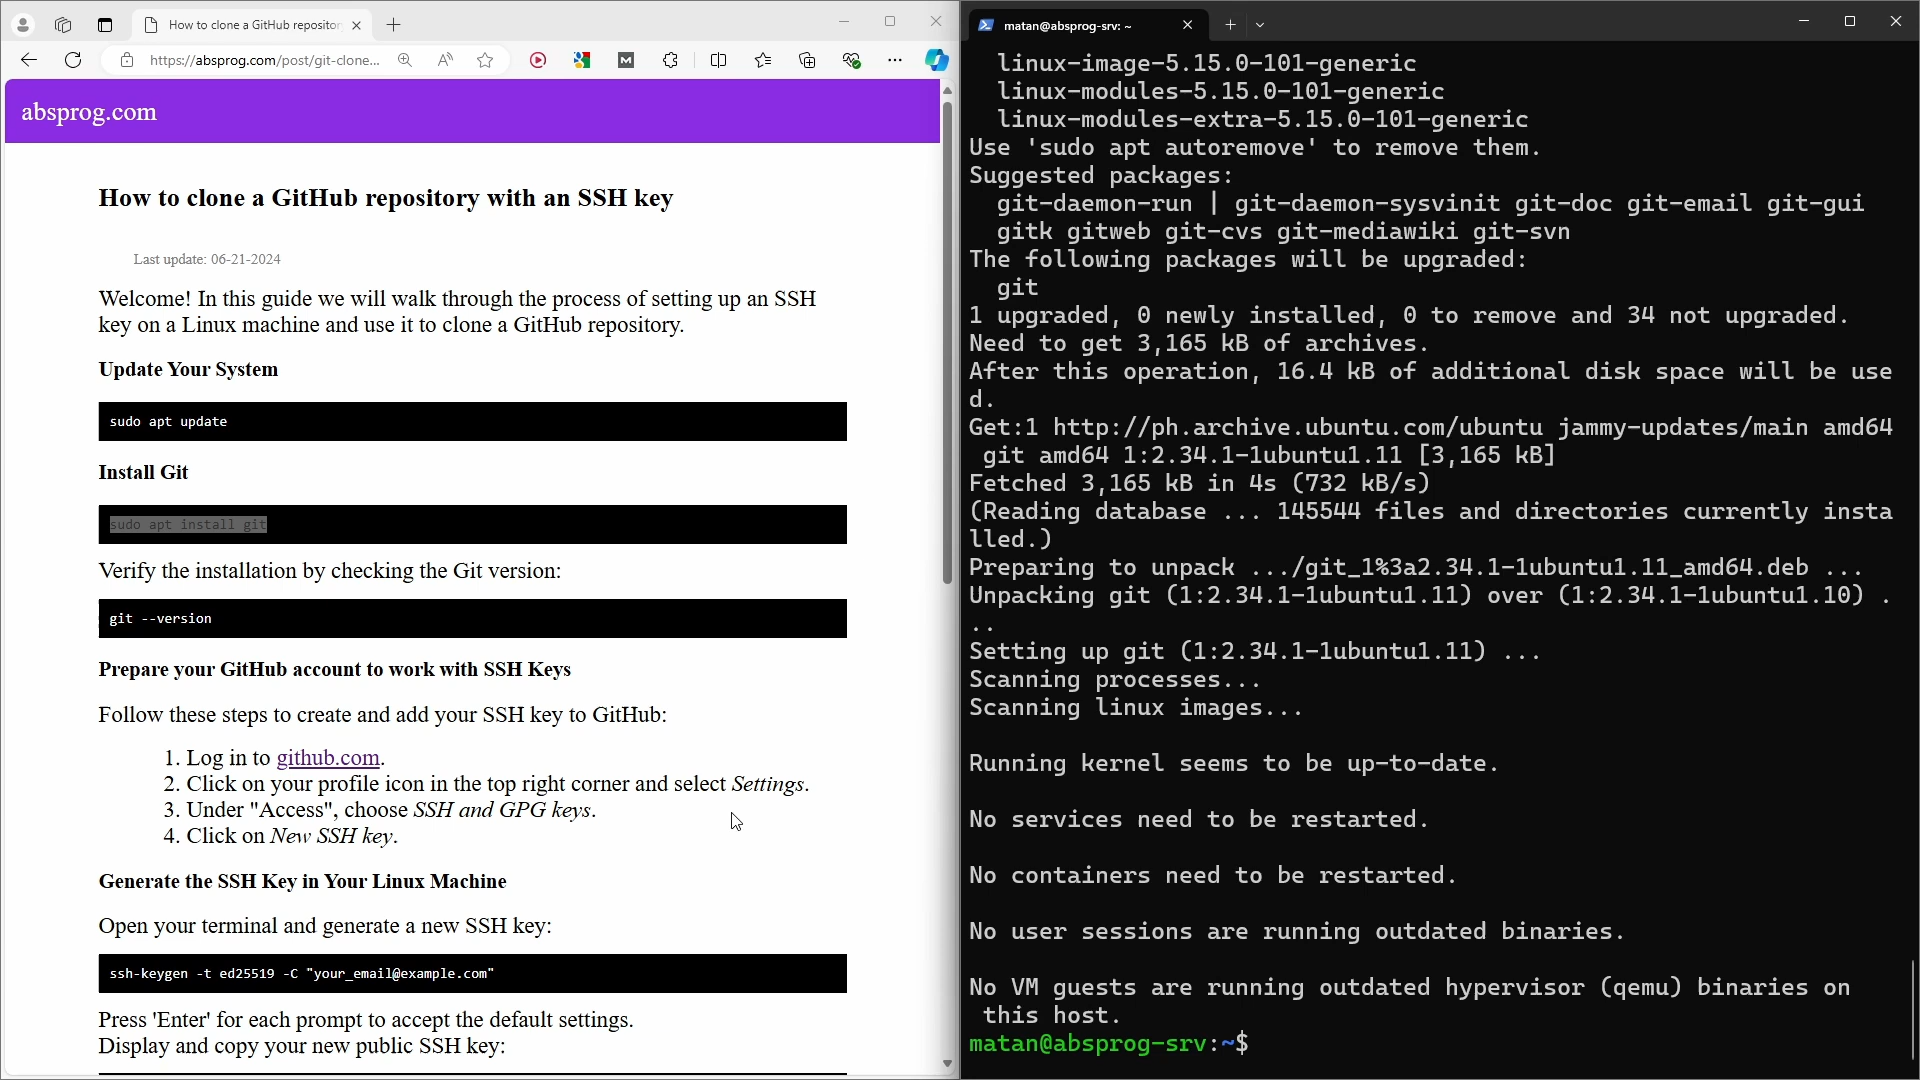 How to clone a GitHub repositor
https://absprog.com/post/git-clone...
absprog.com
How to clone a GitHub repository with an SSH key
Last update: 06-21-2024
Welcome! In this guide we will walk through the process of setting up an SSH
key on a Linux machine and use it to clone a GitHub repository.
Update Your System
sudo apt update
Install Git
sudo apt install git
Verify the installation by checking the Git version:
git --version
Prepare your GitHub account to work with SSH Keys
Follow these steps to create and add your SSH key to GitHub:
1. Log in to github.com.
2. Click on your profile icon in the top right corner and select Settings.
3. Under "Access", choose SSH and GPG keys.
4. Click on New SSH key.
Generate the SSH Key in Your Linux Machine
Open your terminal and generate a new SSH key:
ssh-keygen -t ed25519 -C "your_email@example.com"
Press 'Enter' for each prompt to accept the default settings.
Display and copy your new public SSH key:
matan@absprog-srv: ~
linux-image-5.15.0-101-generic
linux-modules-5.15.0-101-generic
linux-modules-extra-5.15.0-101-generic
Use 'sudo apt autoremove' to remove them.
Suggested packages:
git-daemon-run | git-daemon-sysvinit git-doc git-email git-gui
gitk gitweb git-cvs git-mediawiki git-svn
The following packages will be upgraded:
git
1 upgraded, 0 newly installed, 0 to remove and 34 not upgraded.
Need to get 3,165 kB of archives.
After this operation, 16.4 kB of additional disk space will be use
d.
Get:1 http://ph.archive.ubuntu.com/ubuntu jammy-updates/main amd64
git amd64 1:2.34.1-1ubuntu1.11 [3,165 kB]
Fetched 3,165 kB in 4s (732 kB/s)
(Reading database ... 145544 files and directories currently insta
lled.)
Preparing to unpack .../git_1%3a2.34.1-1ubuntu1.11_amd64.deb ...
Unpacking git (1:2.34.1-1ubuntu1.11) over (1:2.34.1-1ubuntu1.10) .
..
Setting up git (1:2.34.1-1ubuntu1.11) ...
Scanning processes...
Scanning linux images...
Running kernel seems to be up-to-date.
No services need to be restarted.
No containers need to be restarted.
No user sessions are running outdated binaries.
No VM guests are running outdated hypervisor (qemu) binaries on
this host.
matan@absprog-srv:~$